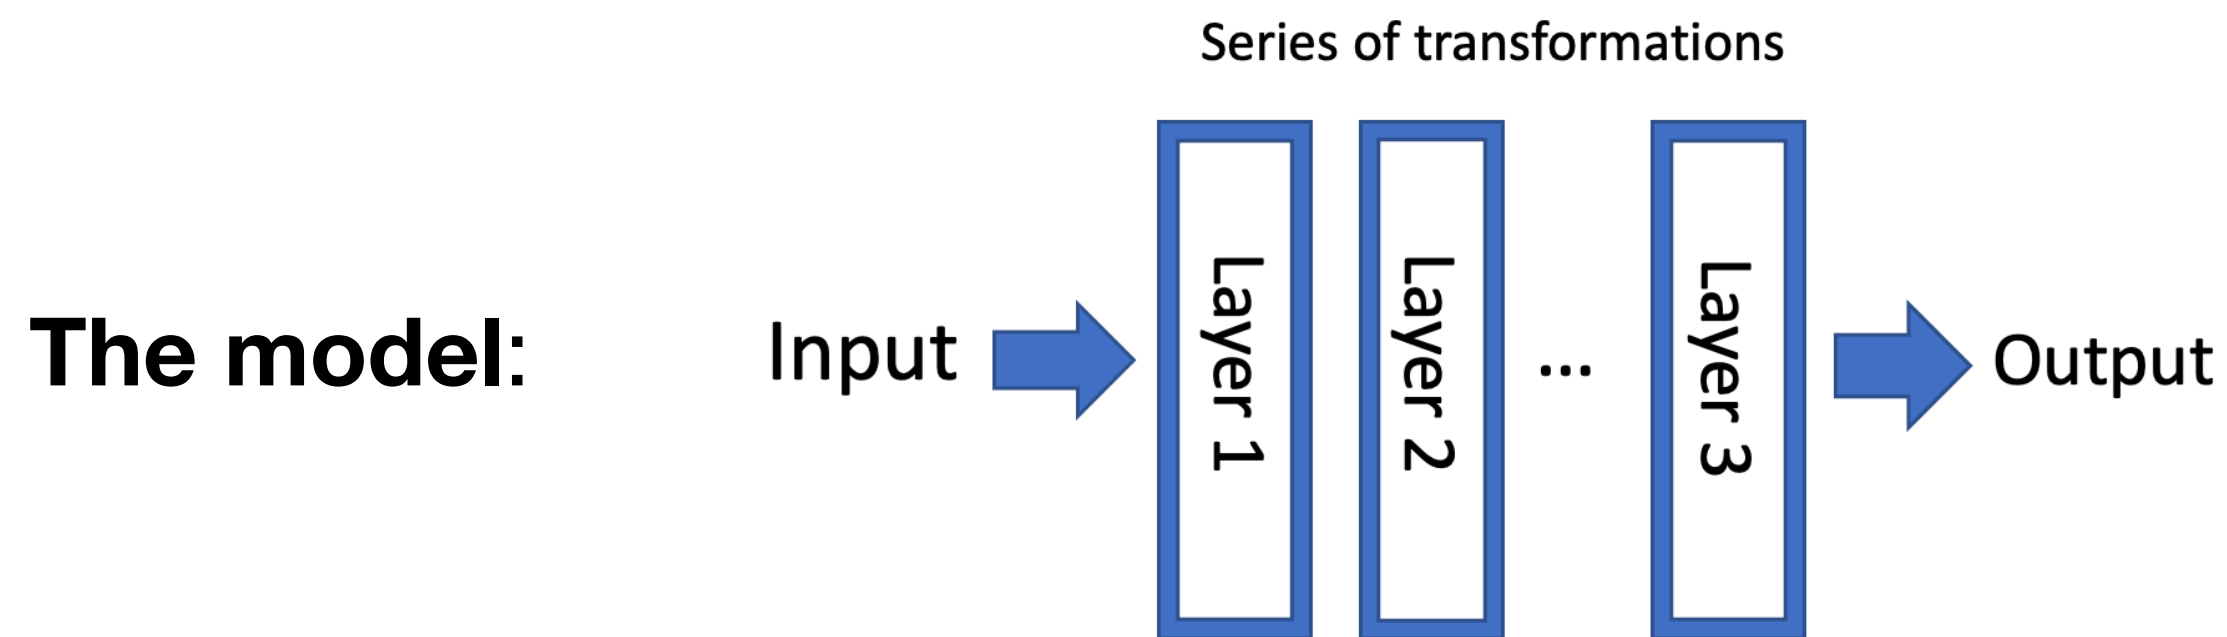 Series of transformations
The model:
Input
Layer 1
Layer 2
...
Layer 3
Output